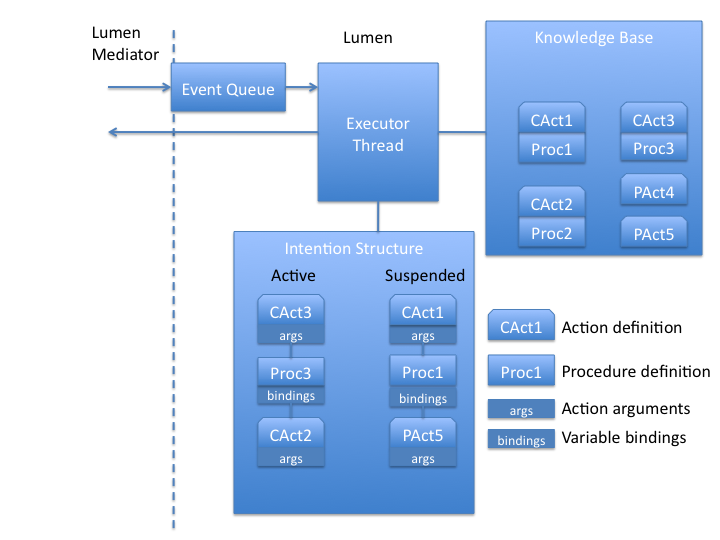 Lumen
Mediator
Lumen
Knowledge Base
Event Queue
Executor
Thread
CAct1
Proc1
CAct3
Proc3
CAct2
Proc2
PAct4
PAct5
Intention Structure
Active
Suspended
CAct3
args
Proc3
bindings
CAct2
args
CAct1
args
Proc1
bindings
PAct5
args
CAct1 Action definition
Proc1 Procedure definition
args Action arguments
bindings Variable bindings